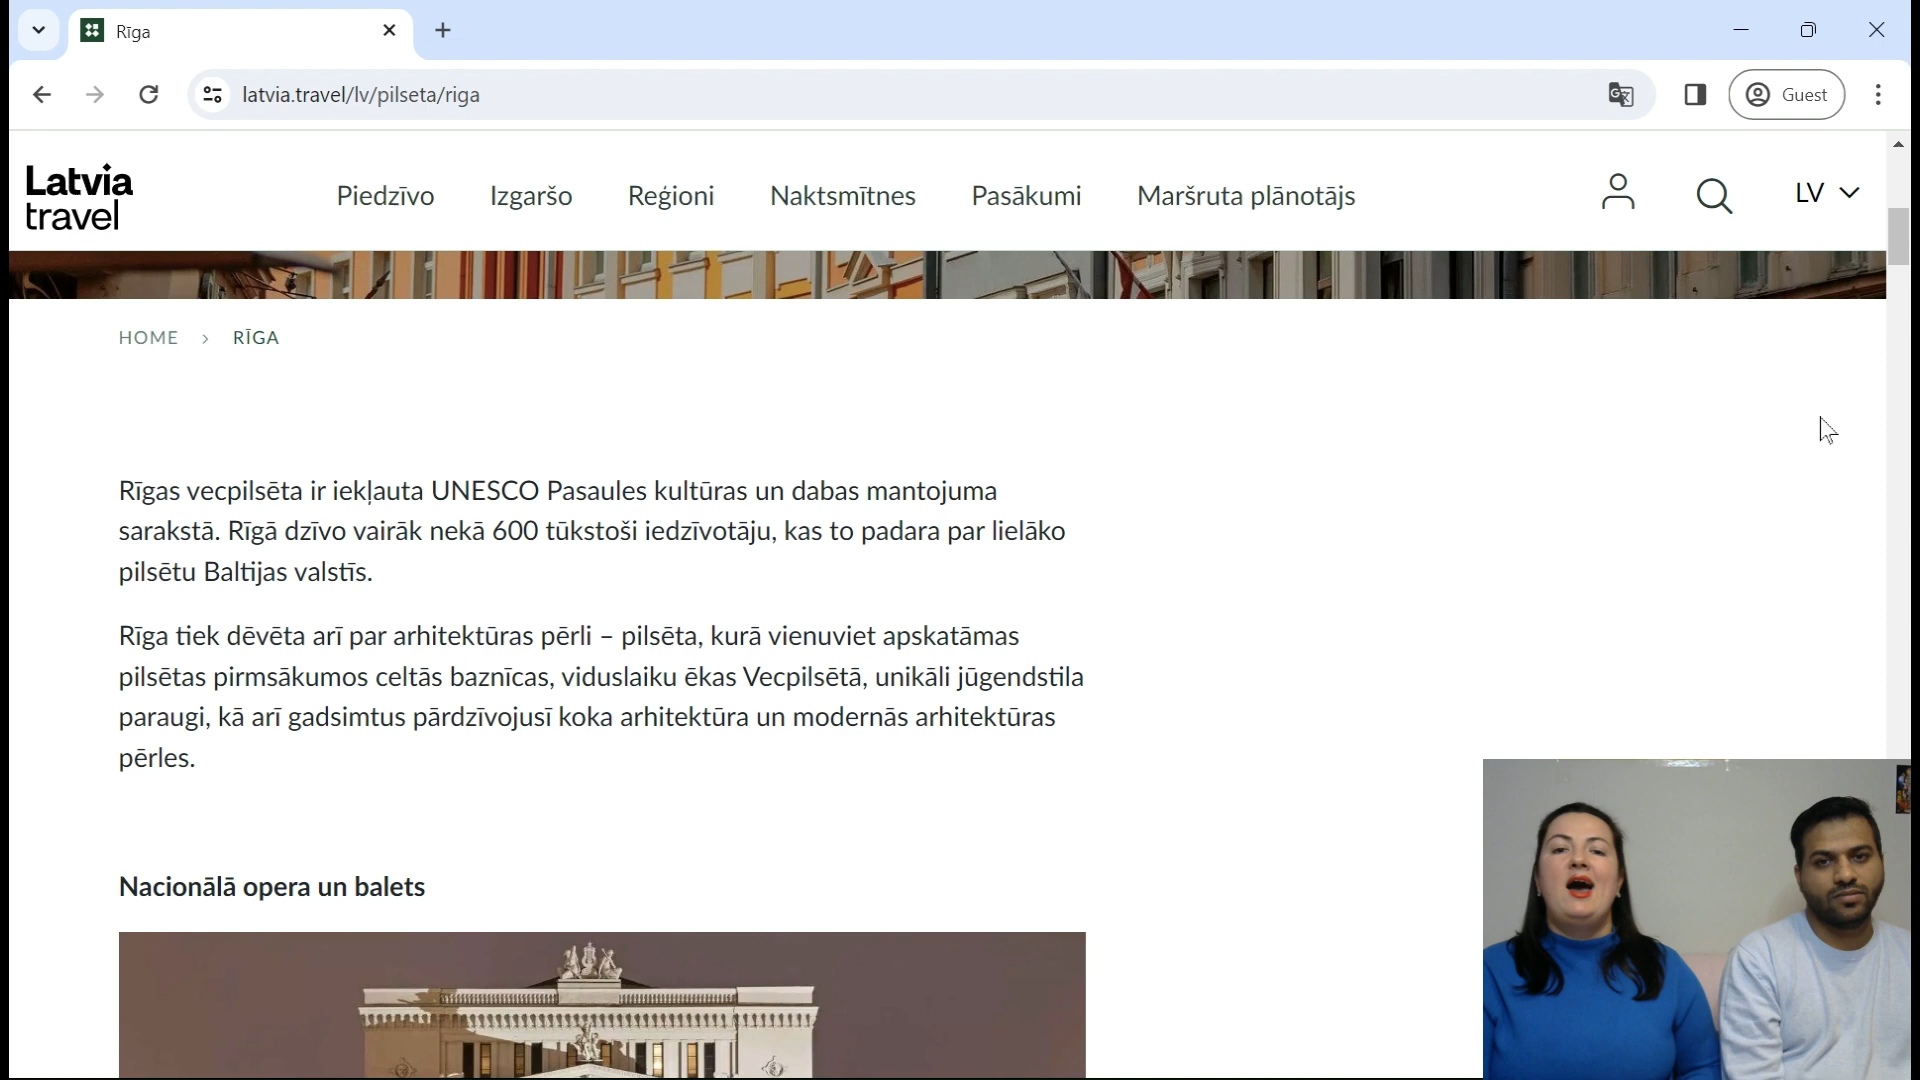 Rīga
latvia.travel/lv/pilseta/riga
Guest
Latvia
travel
Piedzīvo
Izgaršo
Reģioni
Naktsmītnes
Pasākumi
Maršruta plānotājs
LV
HOME > RĪGA
Rīgas vecpilsēta ir iekļauta UNESCO Pasaules kultūras un dabas mantojuma
sarakstā. Rīgā dzīvo vairāk nekā 600 tūkstoši iedzīvotāju, kas to padara par lielāko
pilsētu Baltijas valstīs.
Rīga tiek dēvēta arī par arhitektūras pērli – pilsēta, kurā vienuviet apskatāmas
pilsētas pirmsākumos celtās baznīcas, viduslaiku ēkas Vecpilsētā, unikāli jūgendstila
paraugi, kā arī gadsimtus pārdzīvojusī koka arhitektūra un modernās arhitektūras
pērles.
Nacionālā opera un balets